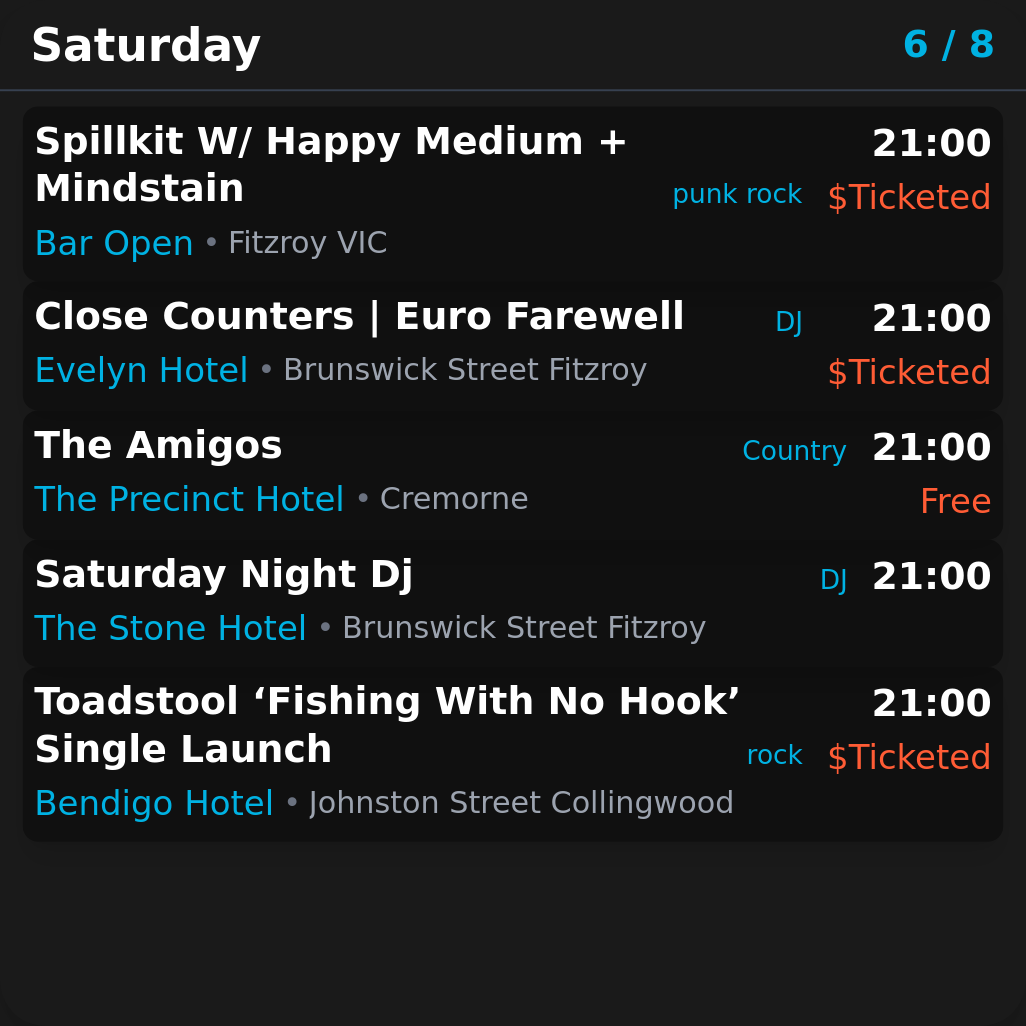 Saturday
6 / 8
Spillkit W/ Happy Medium +
Mindstain
punk rock
21:00
$Ticketed
Bar Open • Fitzroy VIC
Close Counters | Euro Farewell
DJ
21:00
Evelyn Hotel • Brunswick Street Fitzroy
$Ticketed
The Amigos
Country
21:00
The Precinct Hotel • Cremorne
Free
Saturday Night Dj
DJ
21:00
The Stone Hotel • Brunswick Street Fitzroy
Toadstool ‘Fishing With No Hook’
Single Launch
rock
21:00
$Ticketed
Bendigo Hotel • Johnston Street Collingwood